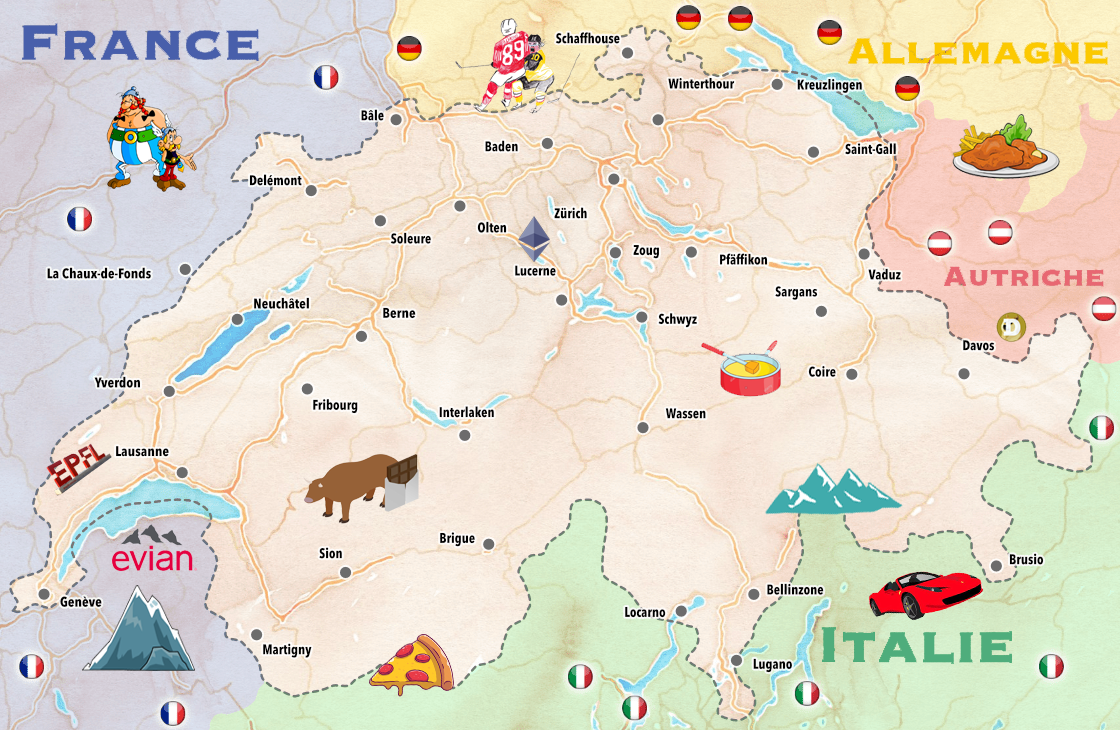 FRANCE
ALLEMAGNE
89
Schaffhouse
Winterthour
Kreuzlingen
Bâle
Baden
Saint-Gall
Delémont
Olten
Zürich
Soleure
Zoug
Pfäffikon
Lucerne
La Chaux-de-Fonds
Vaduz
AUTRICHE
Neuchâtel
Berne
Sargans
Schwyz
Davos
Yverdon
Coire
Fribourg
Interlaken
Wassen
Lausanne
EPFL
evian
Sion
Brigue
Brusio
Genève
Bellinzone
Locarno
Martigny
Lugano
ITALIE